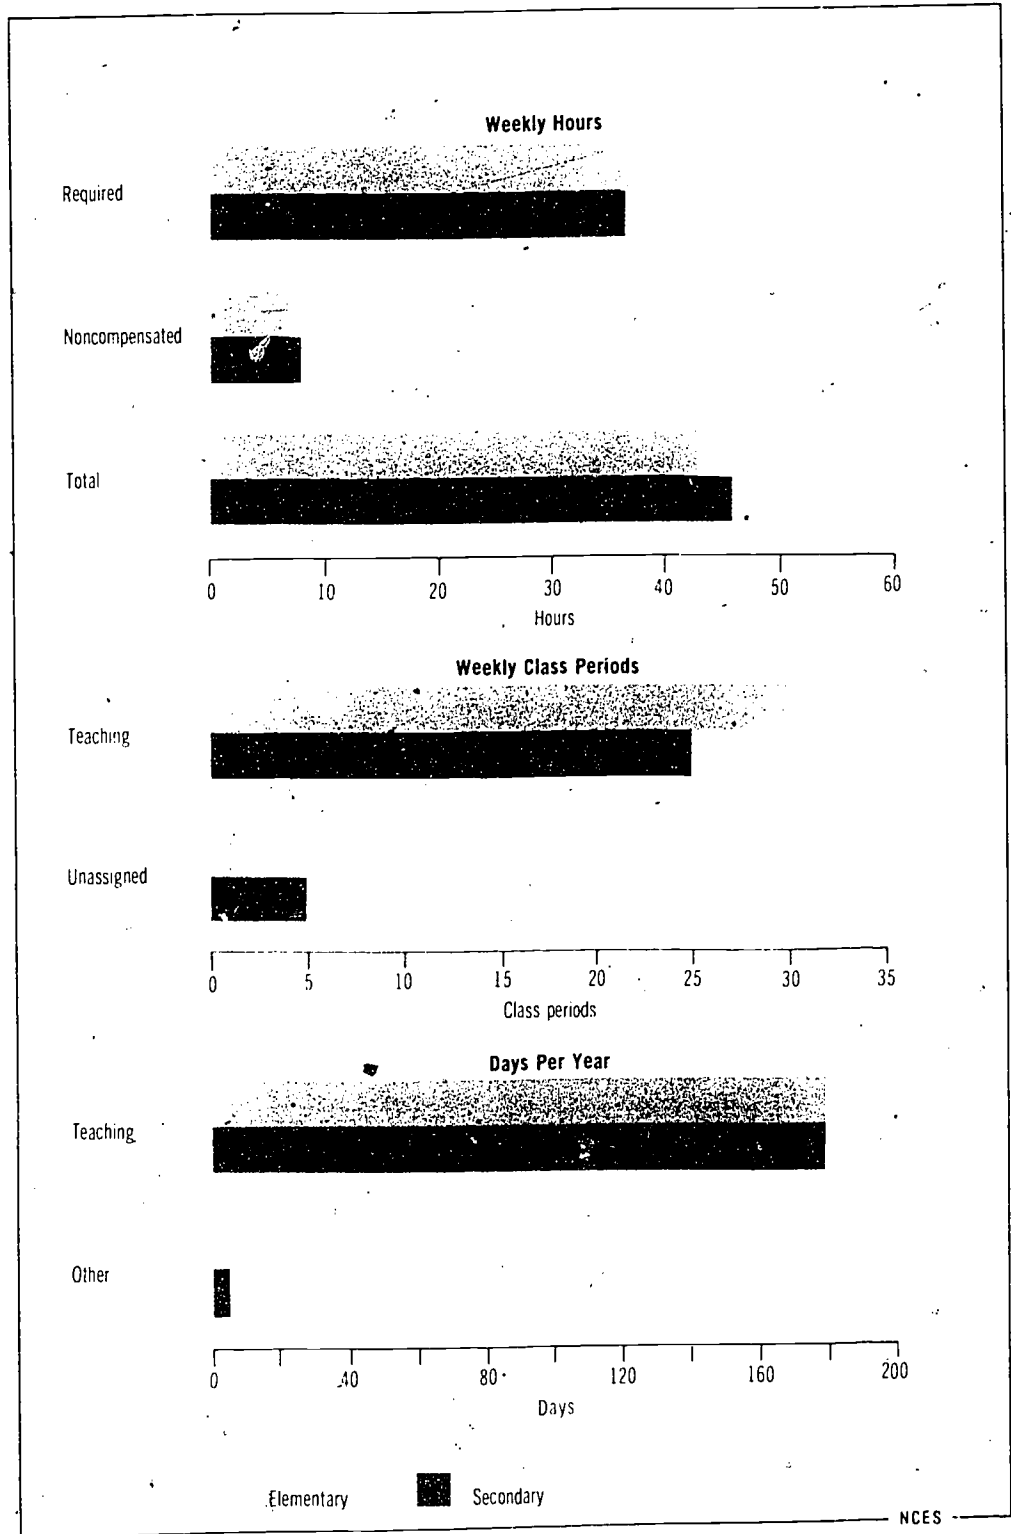 Weekly Hours
Required
Noncompensated
Total
0 10 20 30 40 50 60
Hours
Weekly Class Periods
Teaching
Unassigned
0 5 10 15 20 25 30 35
Class periods
Days Per Year
Teaching
Other
0 40 80 120 160 200
Days
Elementary Secondary
NCES